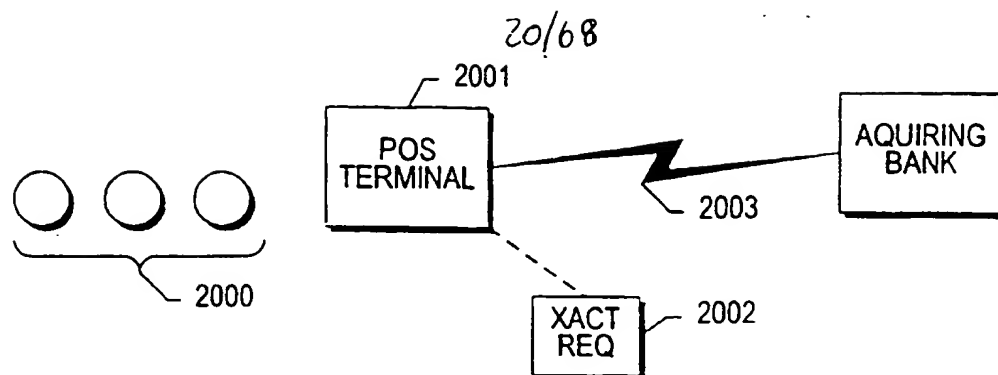 20/68
2001
POS
TERMINAL
AQUIRING
BANK
2003
2000
XACT
REQ
2002